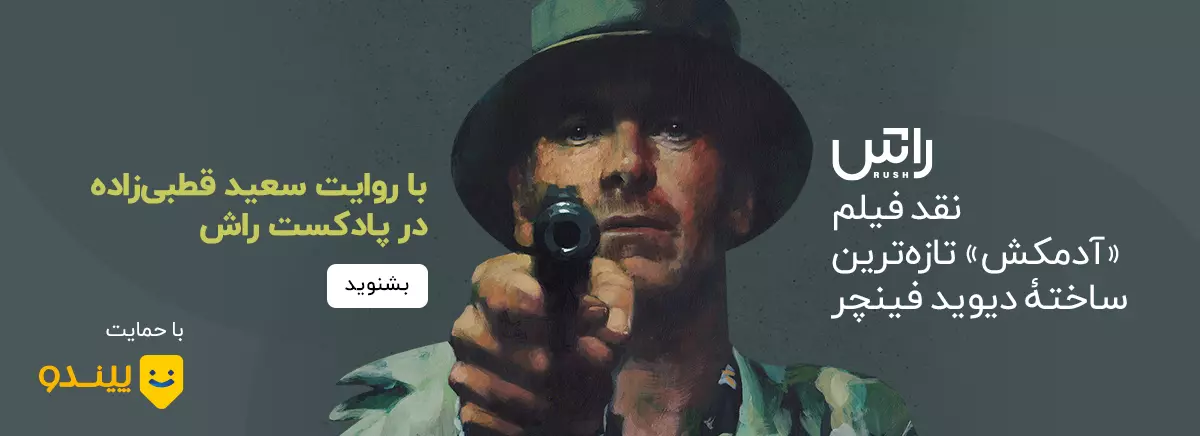 راش
RUSH
نقد فیلم
«آدمکش» تازه‌ترین
ساختهٔ دیوید فینچر
با روایت سعید قطبی‌زاده
در پادکست راش
بشنوید
با حمایت
پیندو